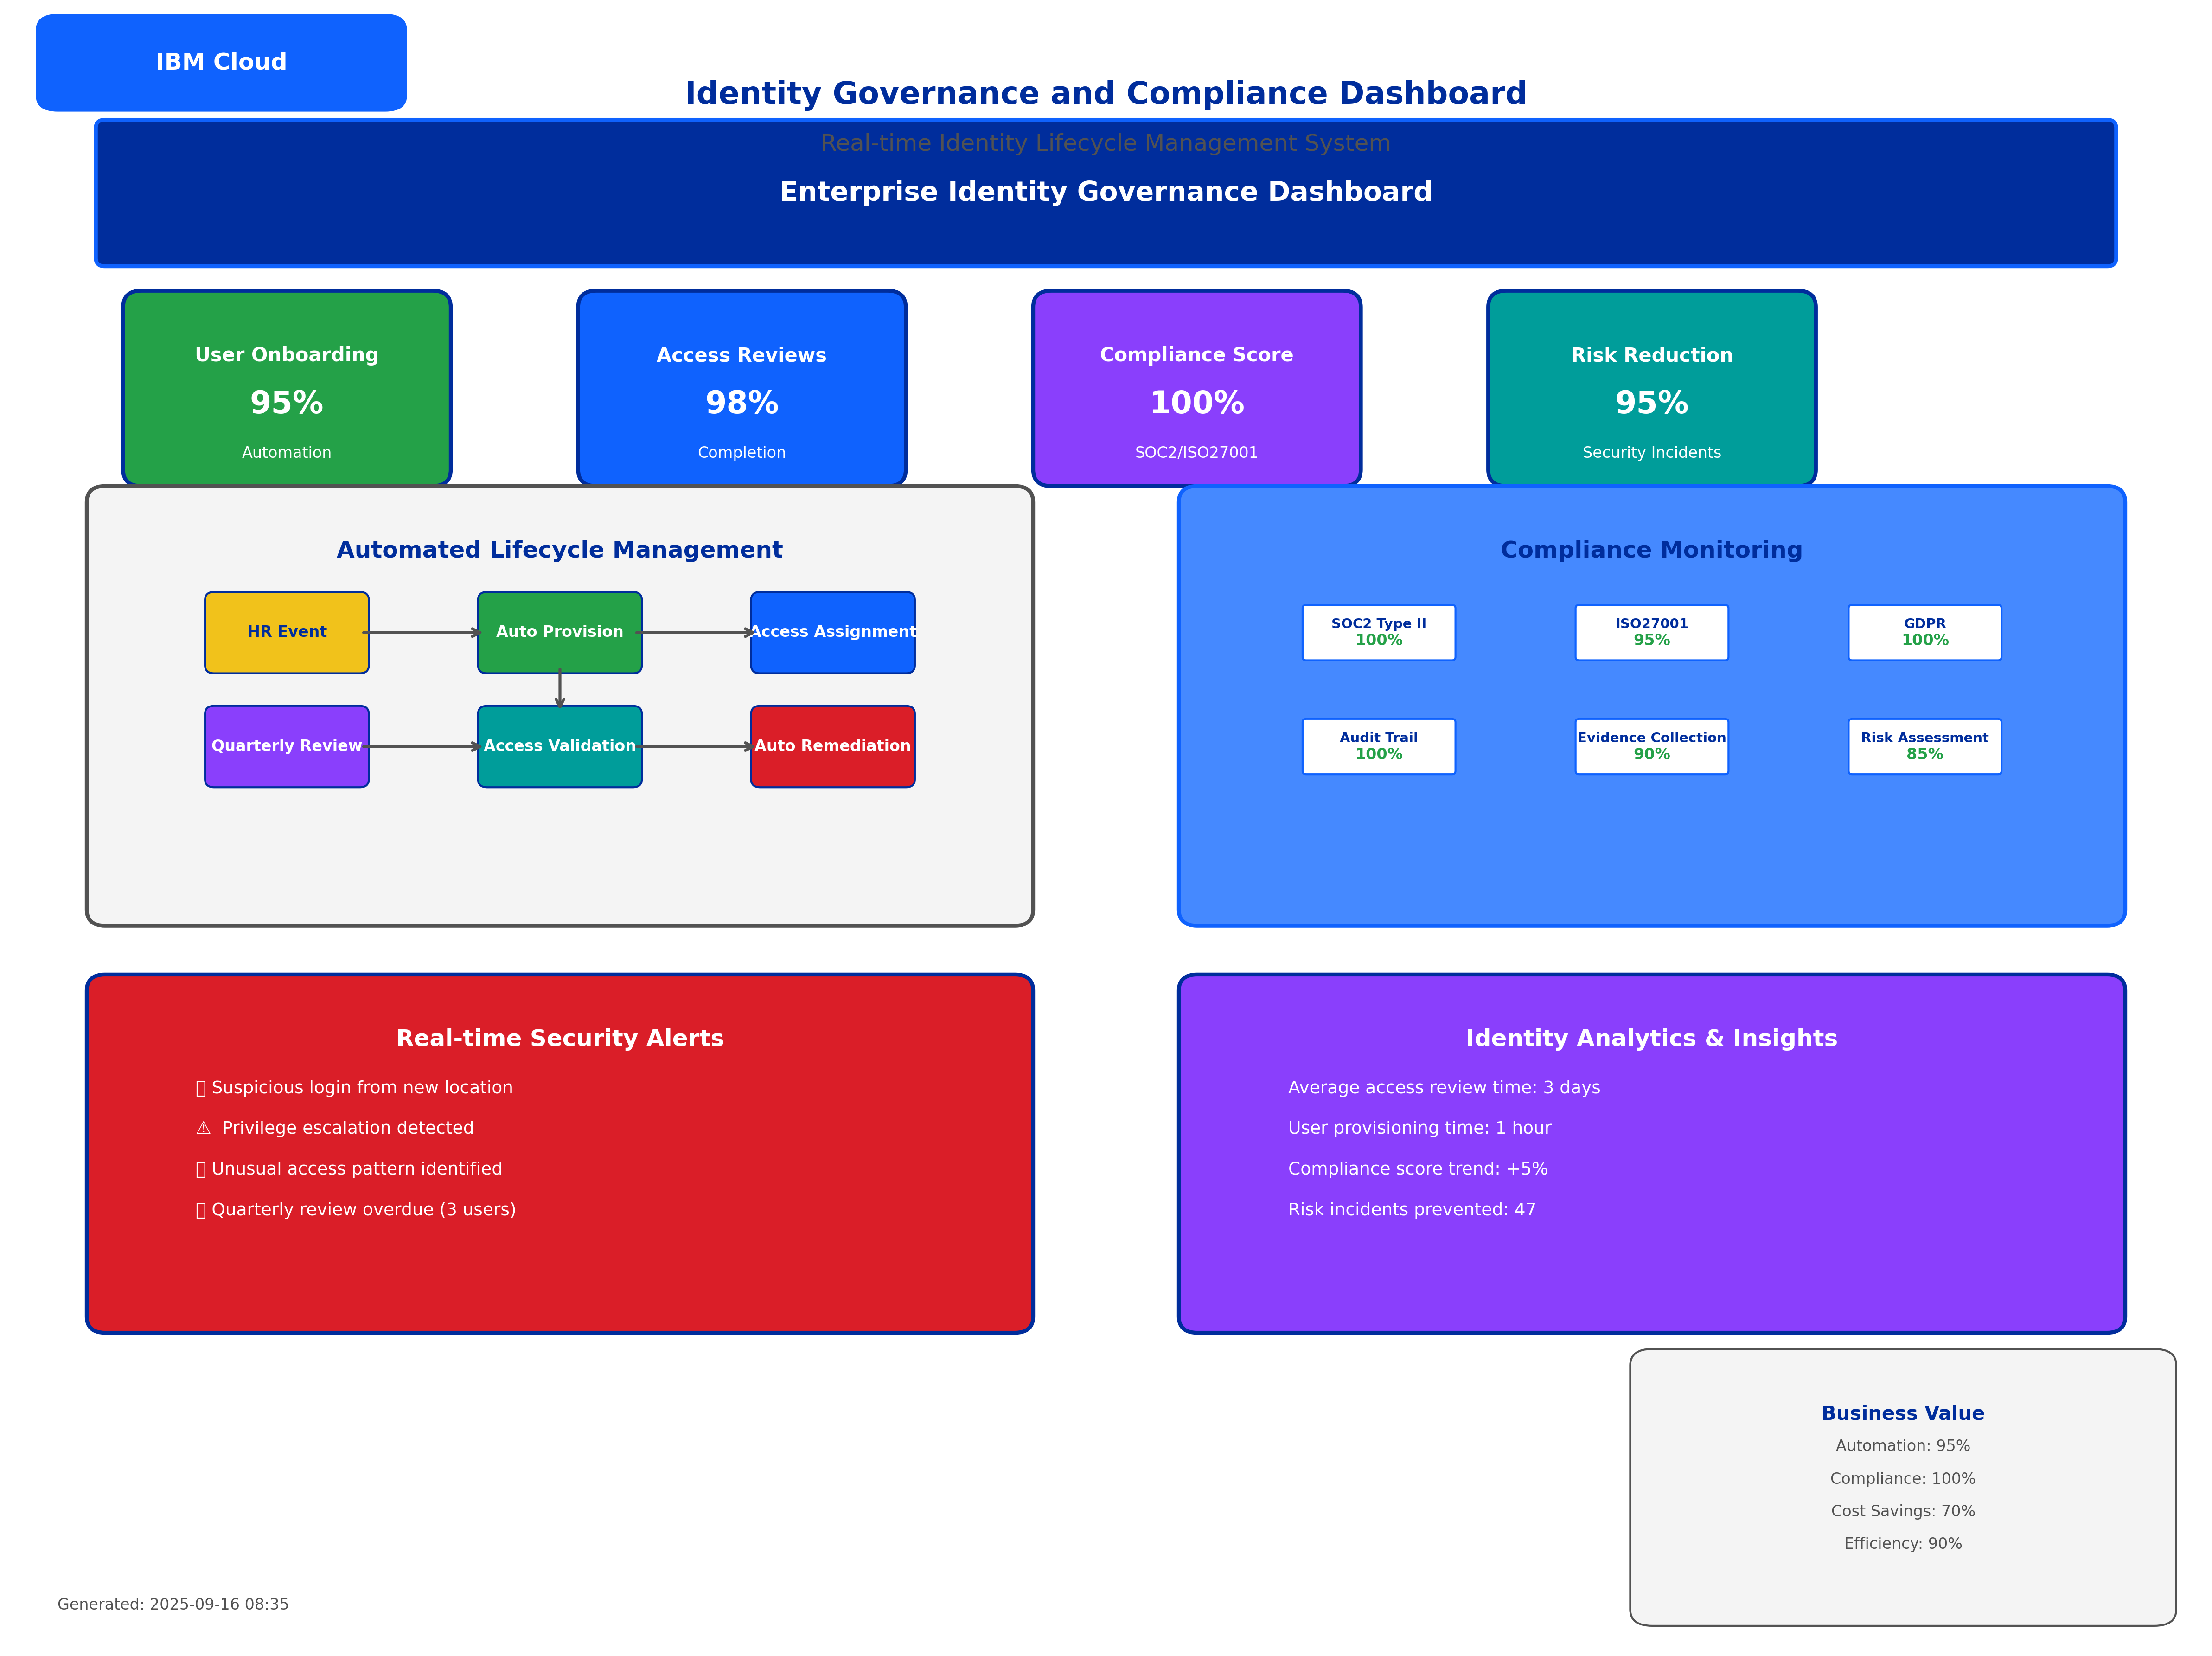 IBM Cloud
Identity Governance and Compliance Dashboard
Real-time Identity Lifecycle Management System
Enterprise Identity Governance Dashboard
User Onboarding
95%
Automation
Access Reviews
98%
Completion
Compliance Score
100%
SOC2/ISO27001
Risk Reduction
95%
Security Incidents
Automated Lifecycle Management
HR Event
Auto Provision
Access Assignment
Quarterly Review
Access Validation
Auto Remediation
Compliance Monitoring
SOC2 Type II
100%
ISO27001
95%
GDPR
100%
Audit Trail
100%
Evidence Collection
90%
Risk Assessment
85%
Real-time Security Alerts
Suspicious login from new location
⚠ Privilege escalation detected
Unusual access pattern identified
Quarterly review overdue (3 users)
Identity Analytics & Insights
Average access review time: 3 days
User provisioning time: 1 hour
Compliance score trend: +5%
Risk incidents prevented: 47
Business Value
Automation: 95%
Compliance: 100%
Cost Savings: 70%
Efficiency: 90%
Generated: 2025-09-16 08:35